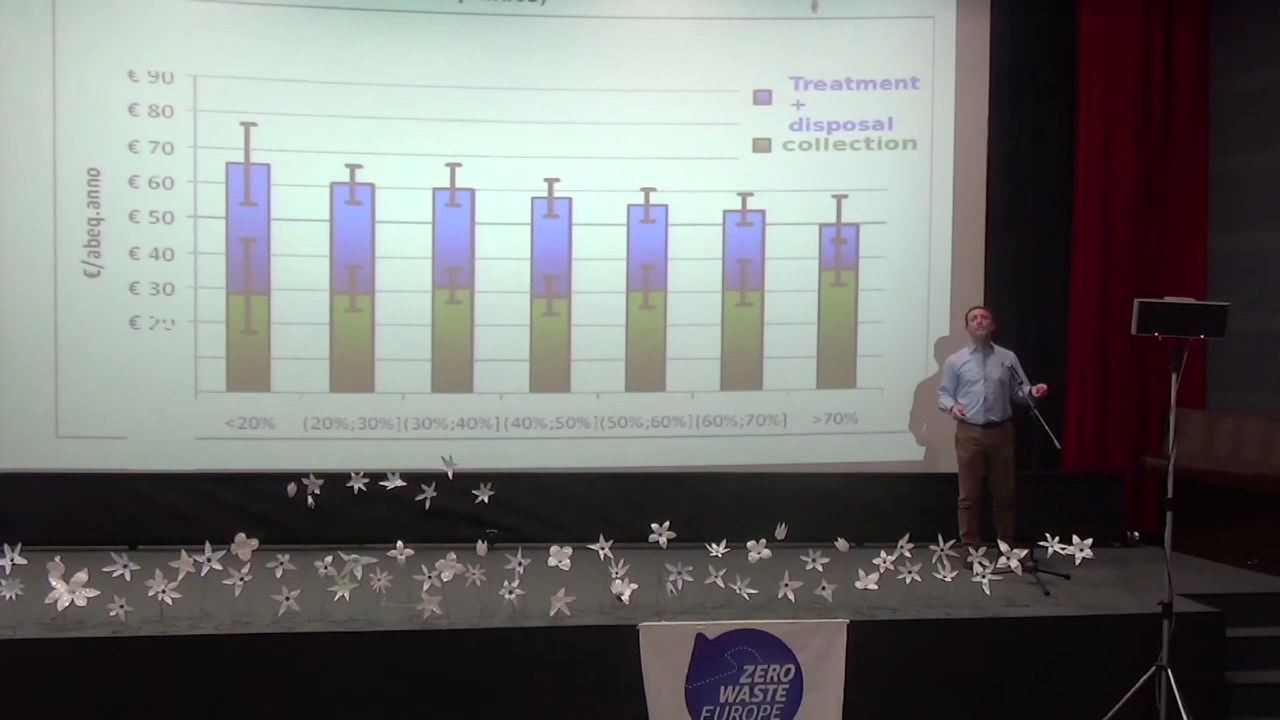 € 90
€ 80
€ 70
€ 60
€ 50
€ 40
€ 30
€/abeq.anno
Treatment
+
disposal
collection
<20%
(20%;30%]
(30%;40%]
(40%;50%]
(50%;60%]
(60%;70%]
>70%
ZERO
WASTE
EUROPE